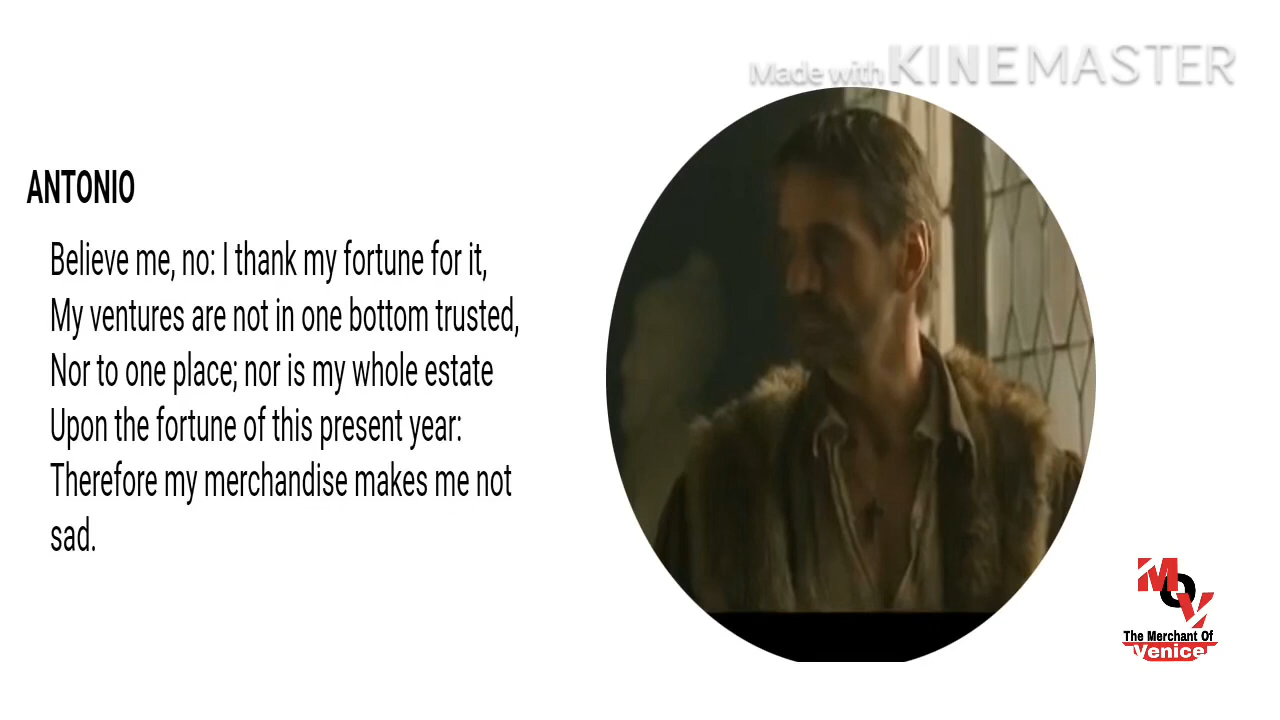 Made with KINEMASTER
ANTONIO
Believe me, no: I thank my fortune for it,
My ventures are not in one bottom trusted,
Nor to one place; nor is my whole estate
Upon the fortune of this present year:
Therefore my merchandise makes me not
sad.
MOV
The Merchant Of
Venice